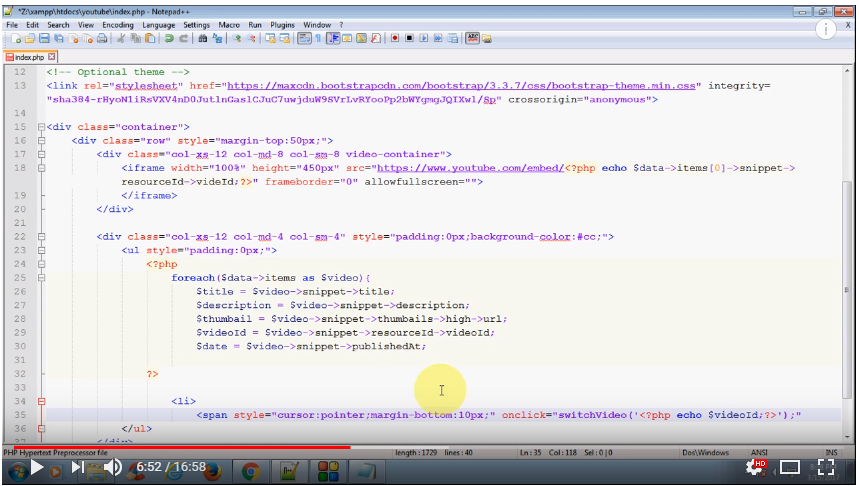 *Z:\xampp\htdocs\youtube\index.php - Notepad++
File Edit Search View Encoding Language Settings Macro Run Plugins Window ? X
index.php
12 <!-- Optional theme -->
13 <link rel="stylesheet" href="https://maxcdn.bootstrapcdn.com/bootstrap/3.3.7/css/bootstrap-theme.min.css" integrity=
"sha384-rHyoN1iRsVXV4nD0JutlnGaslCJuC7uwjduW9SVrLvRYooPp2bWYgmgJQIXwl/Sp" crossorigin="anonymous">
14
15 <div class="container">
16 <div class="row" style="margin-top:50px;">
17 <div class="col-xs-12 col-md-8 col-sm-8 video-container">
18 <iframe width="100%" height="450px" src="https://www.youtube.com/embed/<?php echo $data->items[0]->snippet->
resourceId->videId;?>" frameborder="0" allowfullscreen="">
19 </iframe>
20 </div>
21
22 <div class="col-xs-12 col-md-4 col-sm-4" style="padding:0px;background-color:#cc;">
23 <ul style="padding:0px;">
24 <?php
25 foreach($data->items as $video){
26 $title = $video->snippet->title;
27 $description = $video->snippet->description;
28 $thumbail = $video->snippet->thumbails->high->url;
29 $videoId = $video->snippet->resourceId->videoId;
30 $date = $video->snippet->publishedAt;
31
32 ?>
33
34 <li>
35 <span style="cursor:pointer;margin-bottom:10px;" onclick="switchVideo('<?php echo $videoId;?>');"
36 </ul>
37 </div>
PHP Hypertext Preprocessor file length : 1729 lines : 40 Ln : 35 Col : 118 Sel : 0 | 0 Dos\Windows ANSI INS
6:52 / 16:58 HD